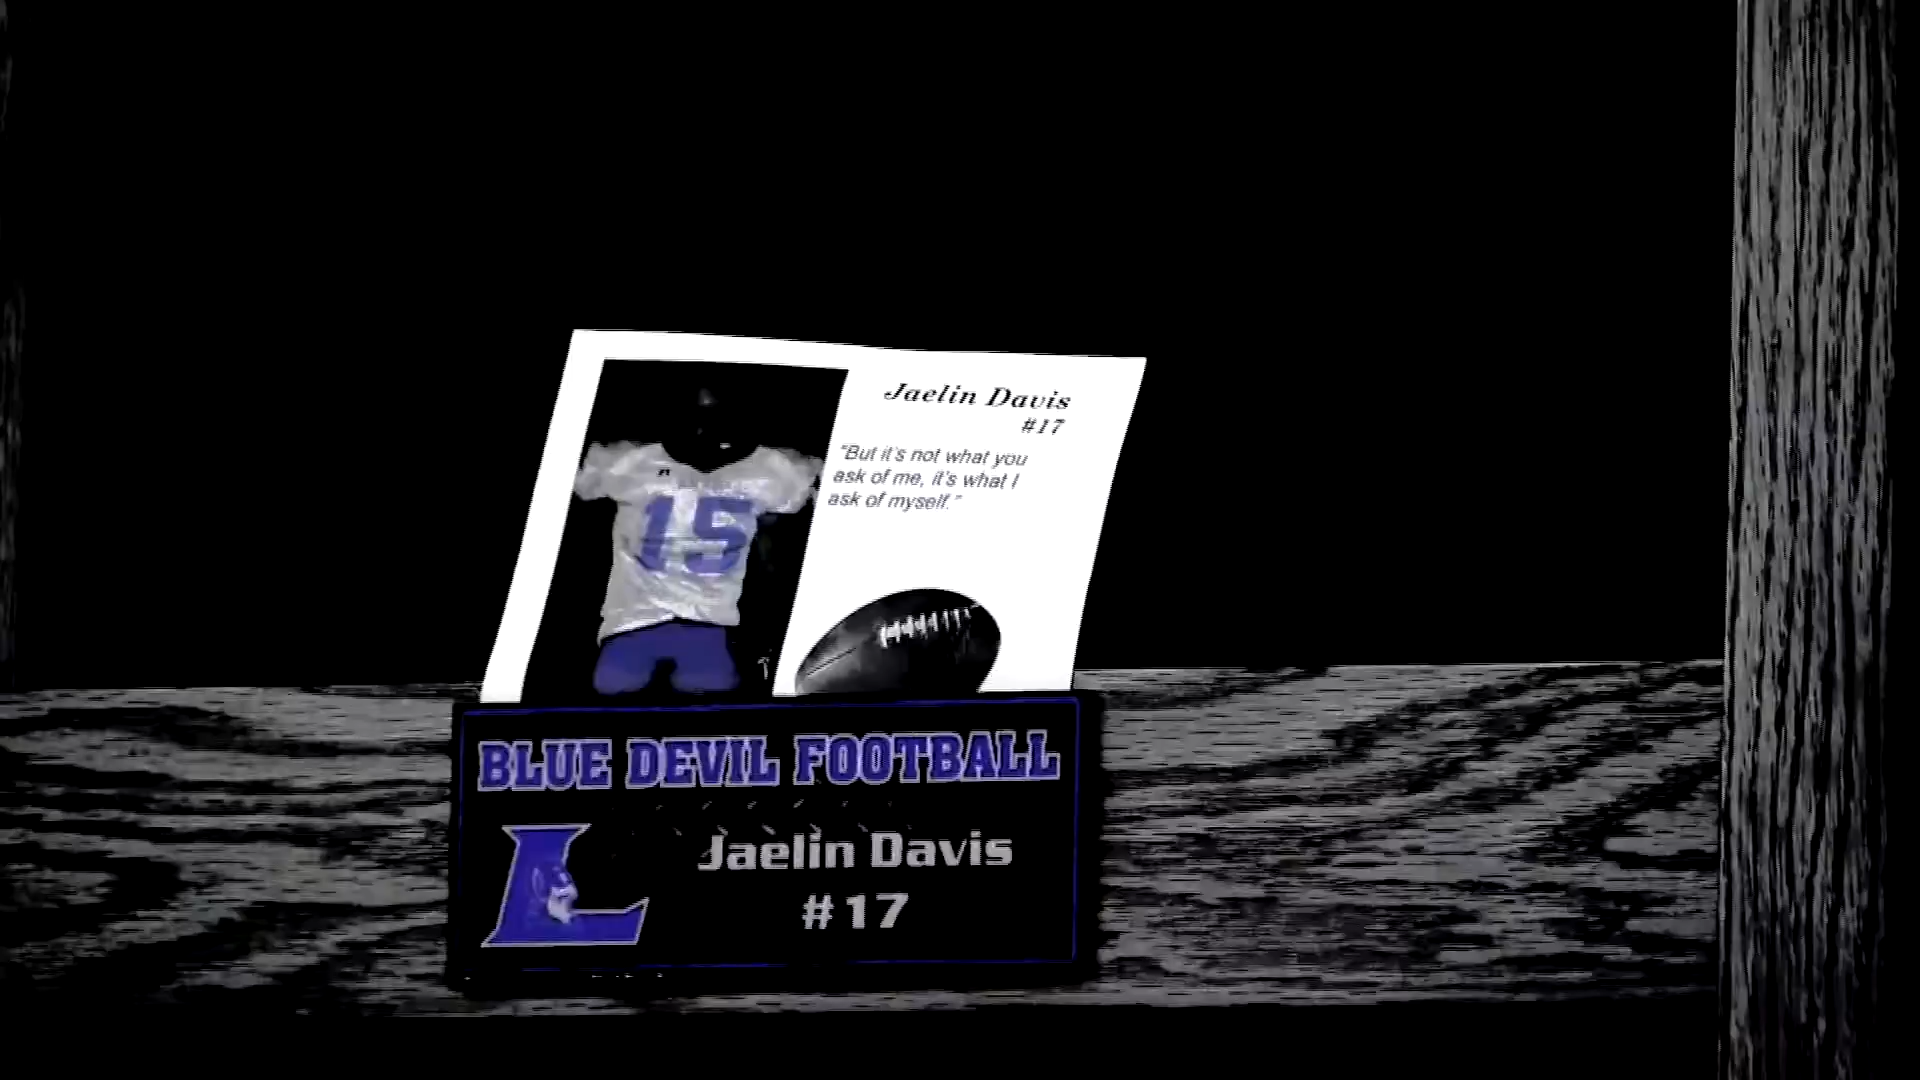 Jaelin Davis
#17
"But it's not what you
ask of me, it's what I
ask of myself."
15
BLUE DEVIL FOOTBALL
L
Jaelin Davis
#17